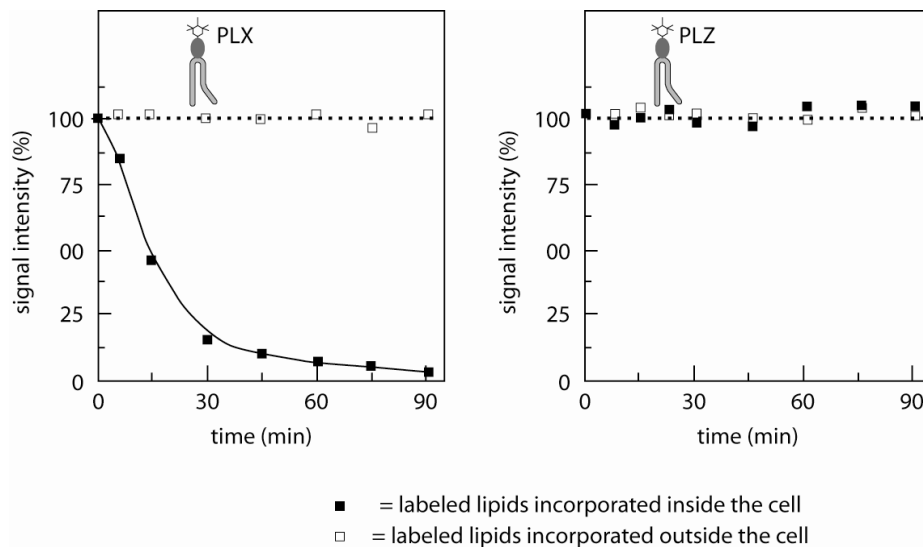 PLX
signal intensity (%)
100
75
00
25
0
0 30 60 90
time (min)
PLZ
signal intensity (%)
100
75
00
25
0
0 30 60 90
time (min)
■ = labeled lipids incorporated inside the cell
□ = labeled lipids incorporated outside the cell